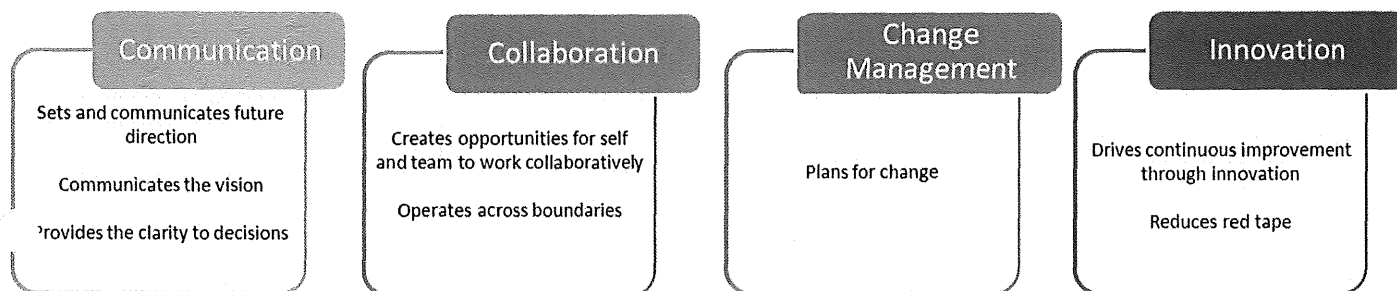 Communication
Sets and communicates future
direction
Communicates the vision
Provides the clarity to decisions
Collaboration
Creates opportunities for self
and team to work collaboratively
Operates across boundaries
Change
Management
Plans for change
Innovation
Drives continuous improvement
through innovation
Reduces red tape